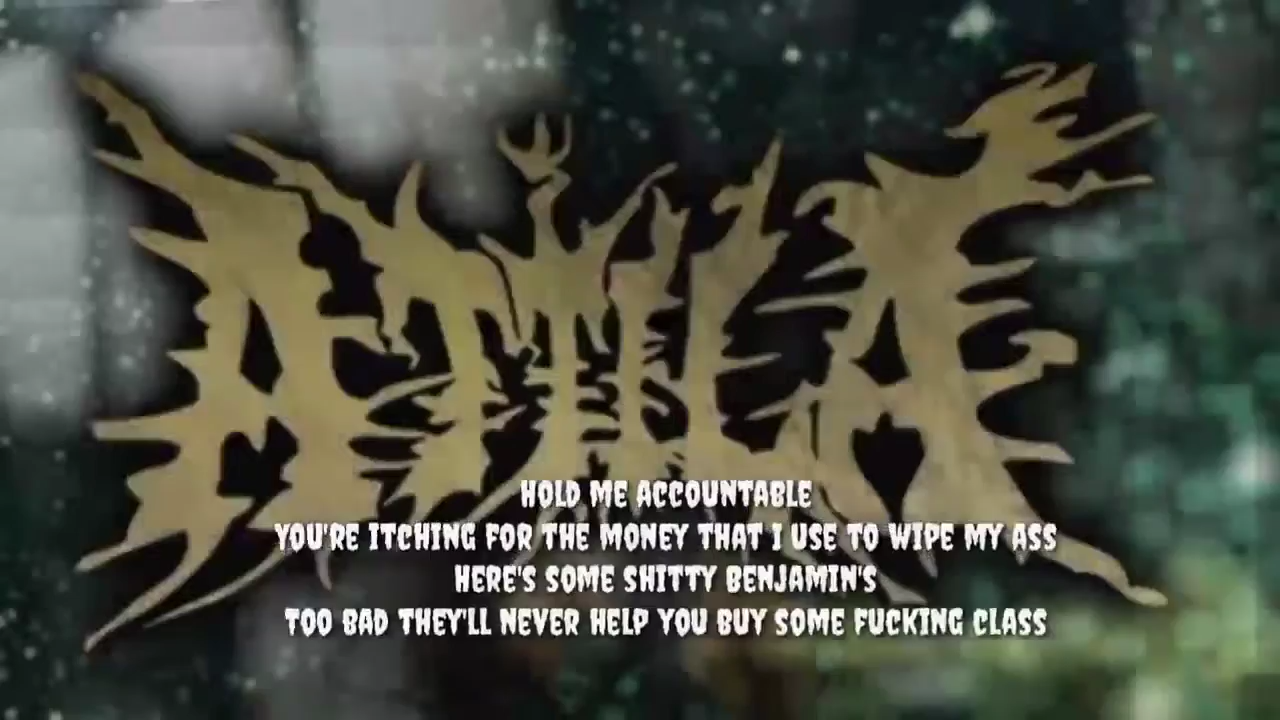 ATTILA
HOLD ME ACCOUNTABLE
YOU'RE ITCHING FOR THE MONEY THAT I USE TO WIPE MY ASS
HERE'S SOME SHITTY BENJAMIN'S
TOO BAD THEY'LL NEVER HELP YOU BUY SOME FUCKING CLASS